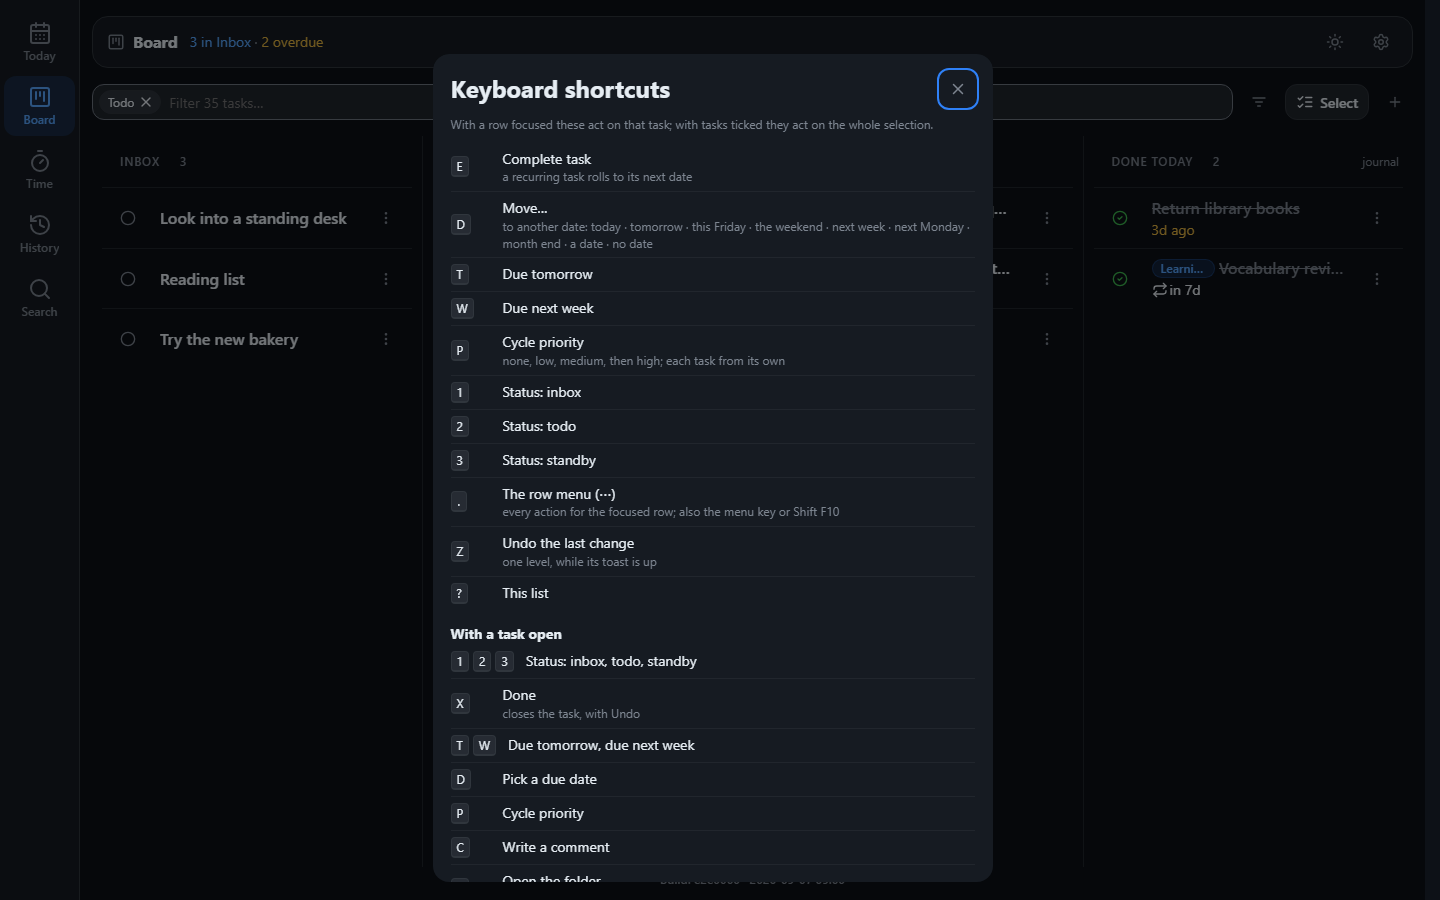 Today
Board
Time
History
Search
Board 3 in Inbox · 2 overdue
Todo Filter 35 tasks...
Select
INBOX 3
Look into a standing desk
Reading list
Try the new bakery
Keyboard shortcuts
With a row focused these act on that task; with tasks ticked they act on the whole selection.
E Complete task
a recurring task rolls to its next date
D Move...
to another date: today · tomorrow · this Friday · the weekend · next week · next Monday ·
month end · a date · no date
T Due tomorrow
W Due next week
P Cycle priority
none, low, medium, then high; each task from its own
1 Status: inbox
2 Status: todo
3 Status: standby
. The row menu (···)
every action for the focused row; also the menu key or Shift F10
Z Undo the last change
one level, while its toast is up
? This list
With a task open
1 2 3 Status: inbox, todo, standby
X Done
closes the task, with Undo
T W Due tomorrow, due next week
D Pick a due date
P Cycle priority
C Write a comment
Open the folder
DONE TODAY 2 journal
Return library books
3d ago
Learni... Vocabulary revi...
in 7d